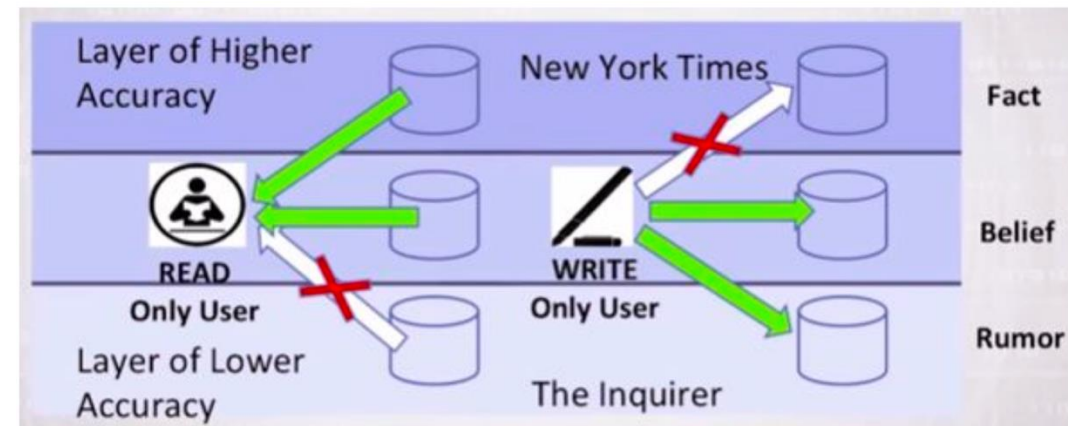 Layer of Higher
Accuracy
New York Times
Fact
READ
Only User
WRITE
Only User
Belief
Layer of Lower
Accuracy
The Inquirer
Rumor